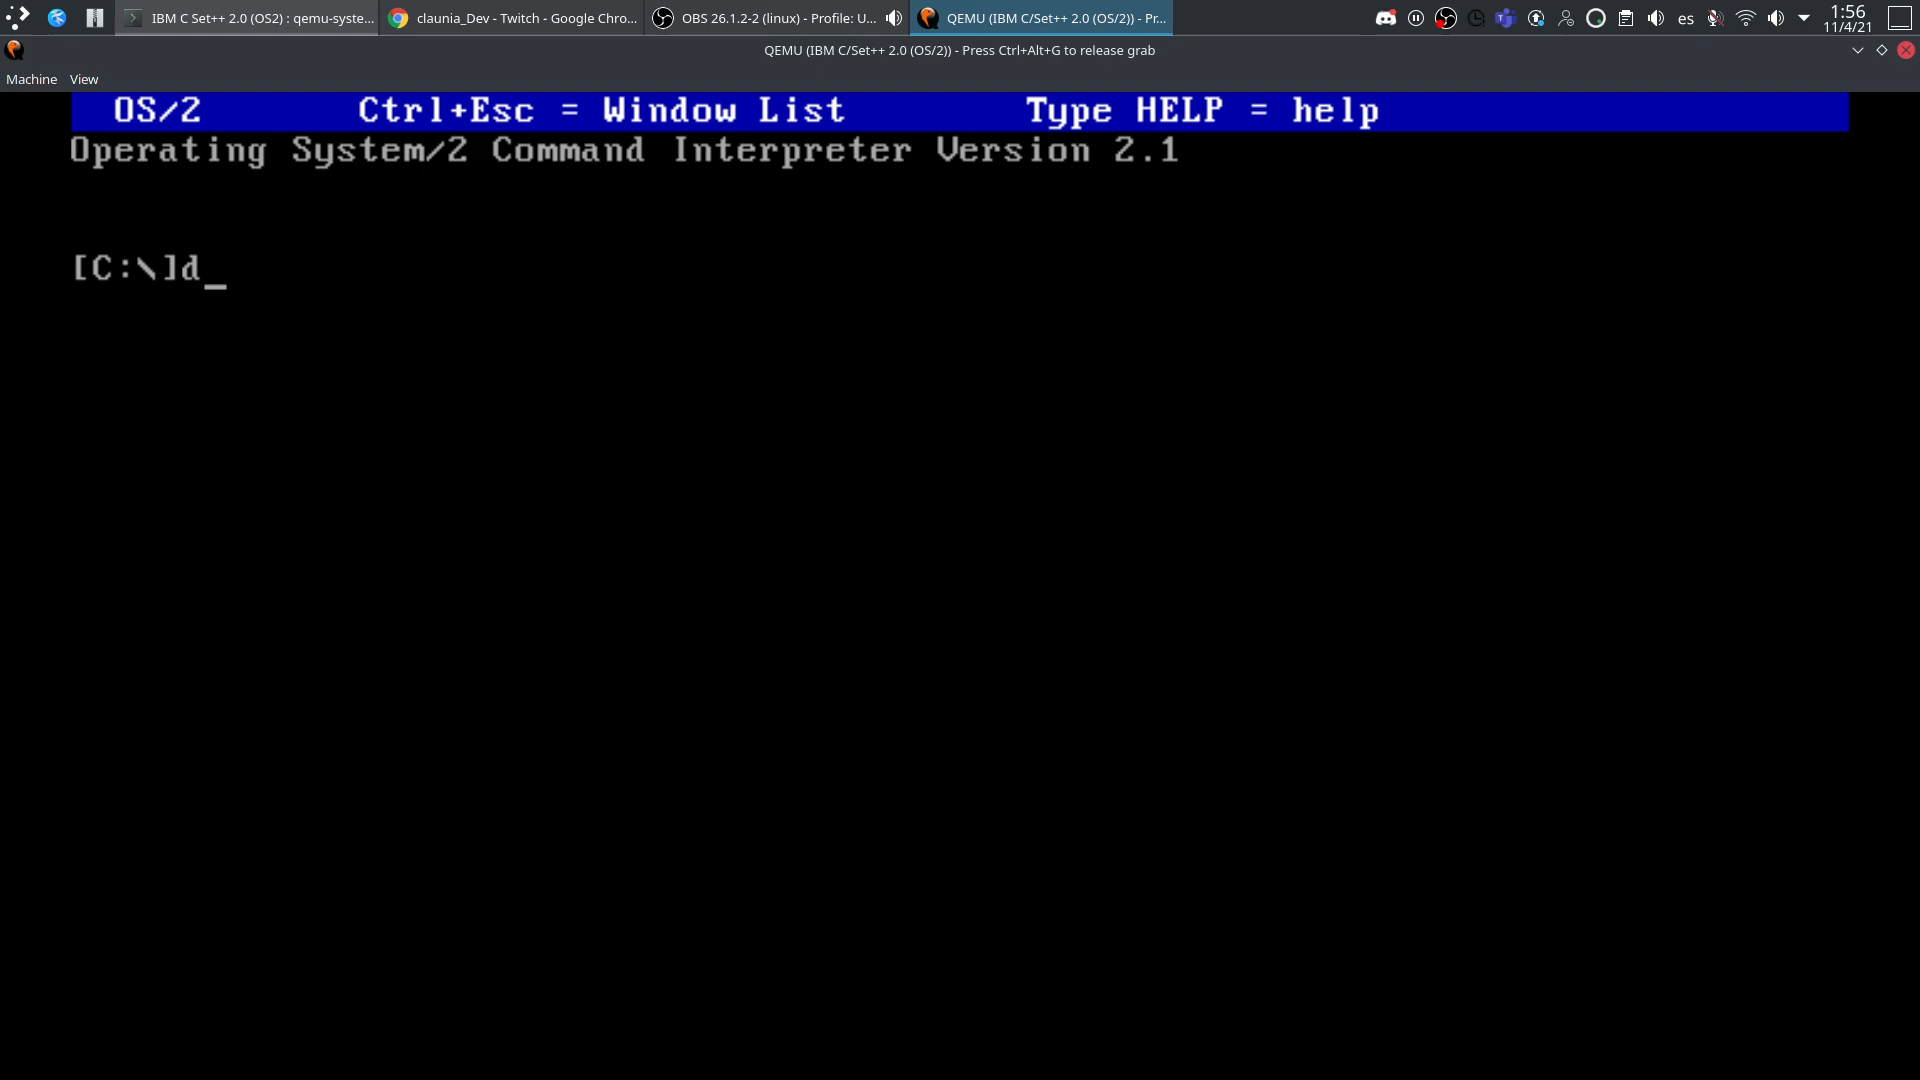 IBM C Set++ 2.0 (OS2) : qemu-syste...
claunia_Dev - Twitch - Google Chro...
OBS 26.1.2-2 (linux) - Profile: U...
QEMU (IBM C/Set++ 2.0 (OS/2)) - Pr...
es
1:56
11/4/21
QEMU (IBM C/Set++ 2.0 (OS/2)) - Press Ctrl+Alt+G to release grab
Machine View
OS/2 Ctrl+Esc = Window List Type HELP = help
Operating System/2 Command Interpreter Version 2.1
[C:\]d_